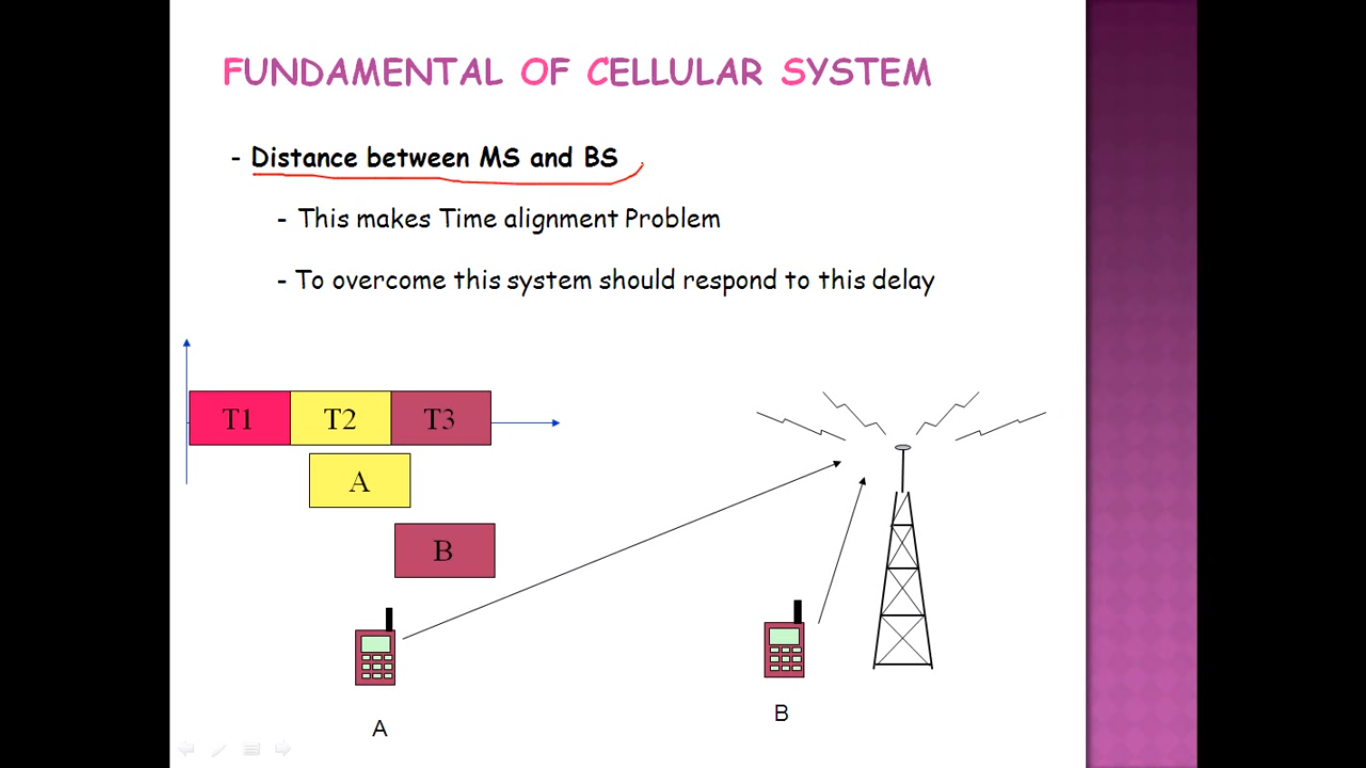 FUNDAMENTAL OF CELLULAR SYSTEM
- Distance between MS and BS
- This makes Time alignment Problem
- To overcome this system should respond to this delay
T1 T2 T3
A
B
A
B